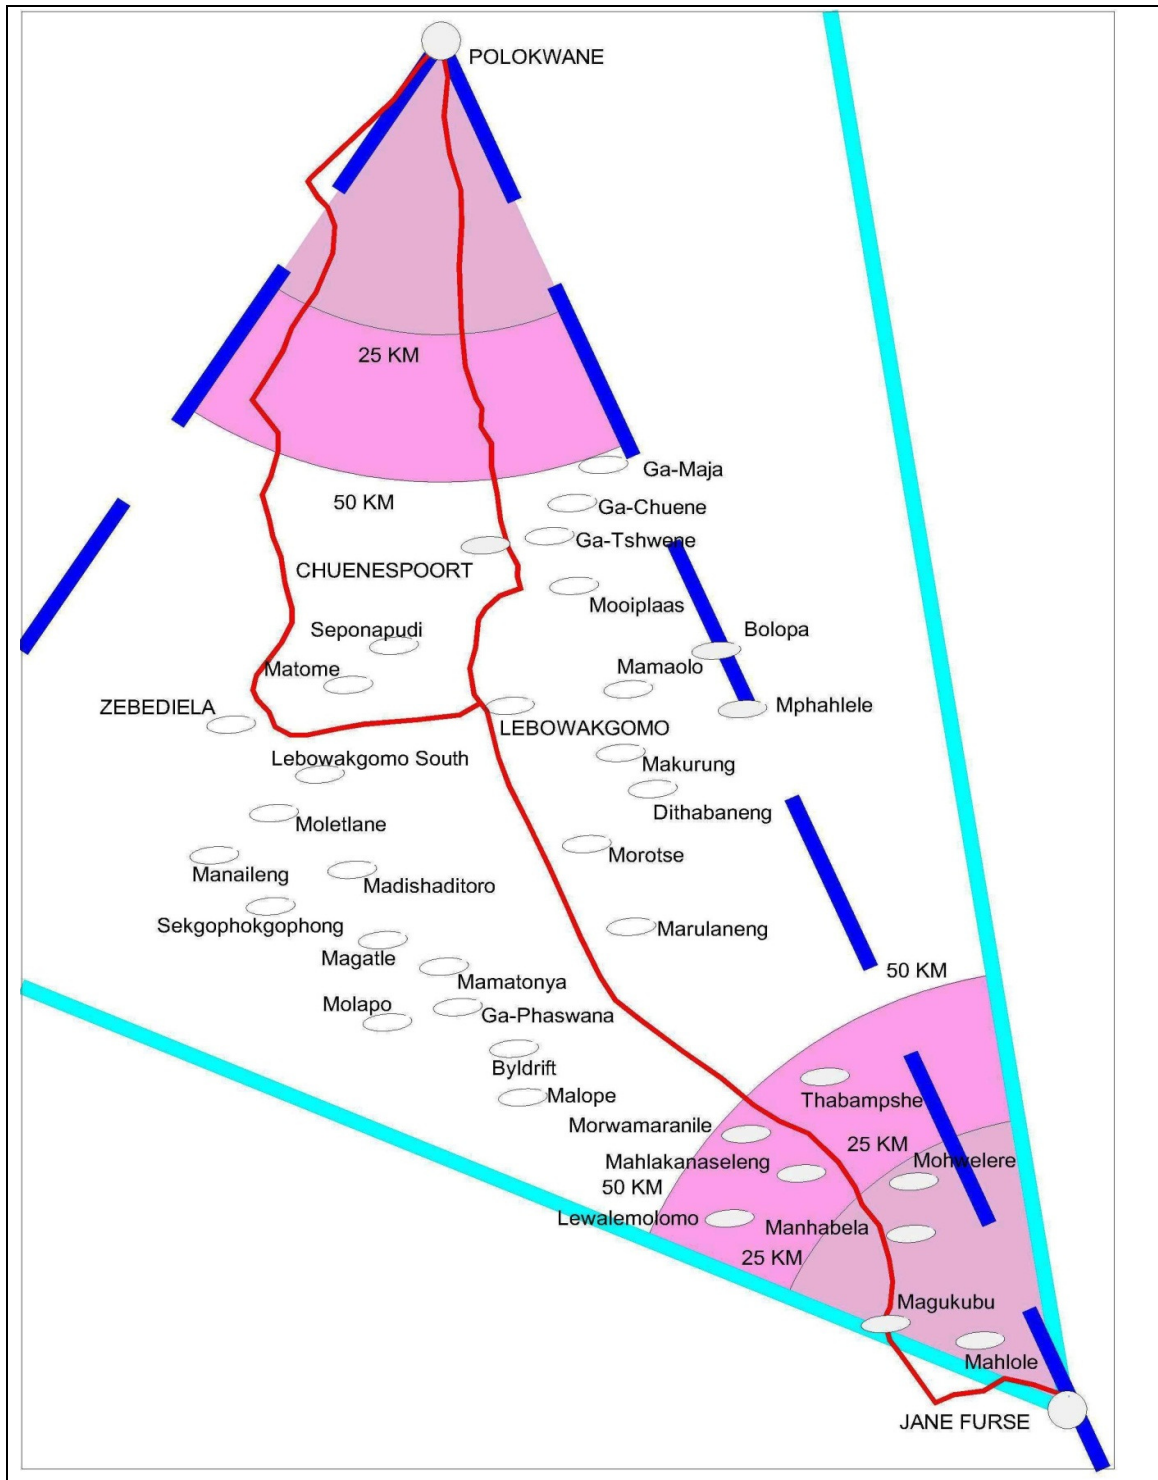 POLOKWANE
25 KM
Ga-Maja
50 KM
Ga-Chuene
Ga-Tshwene
CHUENESPOORT
Mooiplaas
Seponapudi
Bolopa
Matome
Mamaolo
ZEBEDIELA
Mphahlele
LEBOWAKGOMO
Lebowakgomo South
Makurung
Dithabaneng
Moletlane
Morotse
Manaileng
Madishaditoro
Sekgophokgophong
Marulaneng
Magatle
50 KM
Mamatonya
Molapo
Ga-Phaswana
Byldrift
Malope
Thabampshe
Morwamaranile
25 KM
Mahlakanaseleng
Mohwelere
50 KM
Lewalemolomo
Manhabela
25 KM
Magukubu
Mahlole
JANE FURSE